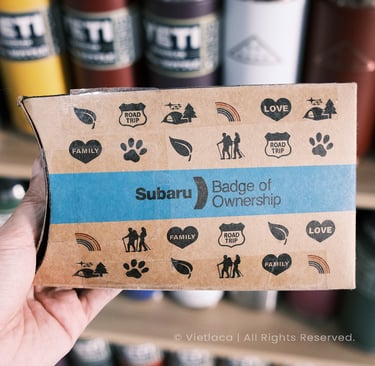 YETI
YETI
YETI
ROAD
TRIP
LOVE
FAMILY
ROAD
TRIP
Subaru
Badge of
Ownership
FAMILY
ROAD
TRIP
LOVE
FAMILY
© Vietlaca | All Rights Reserved.